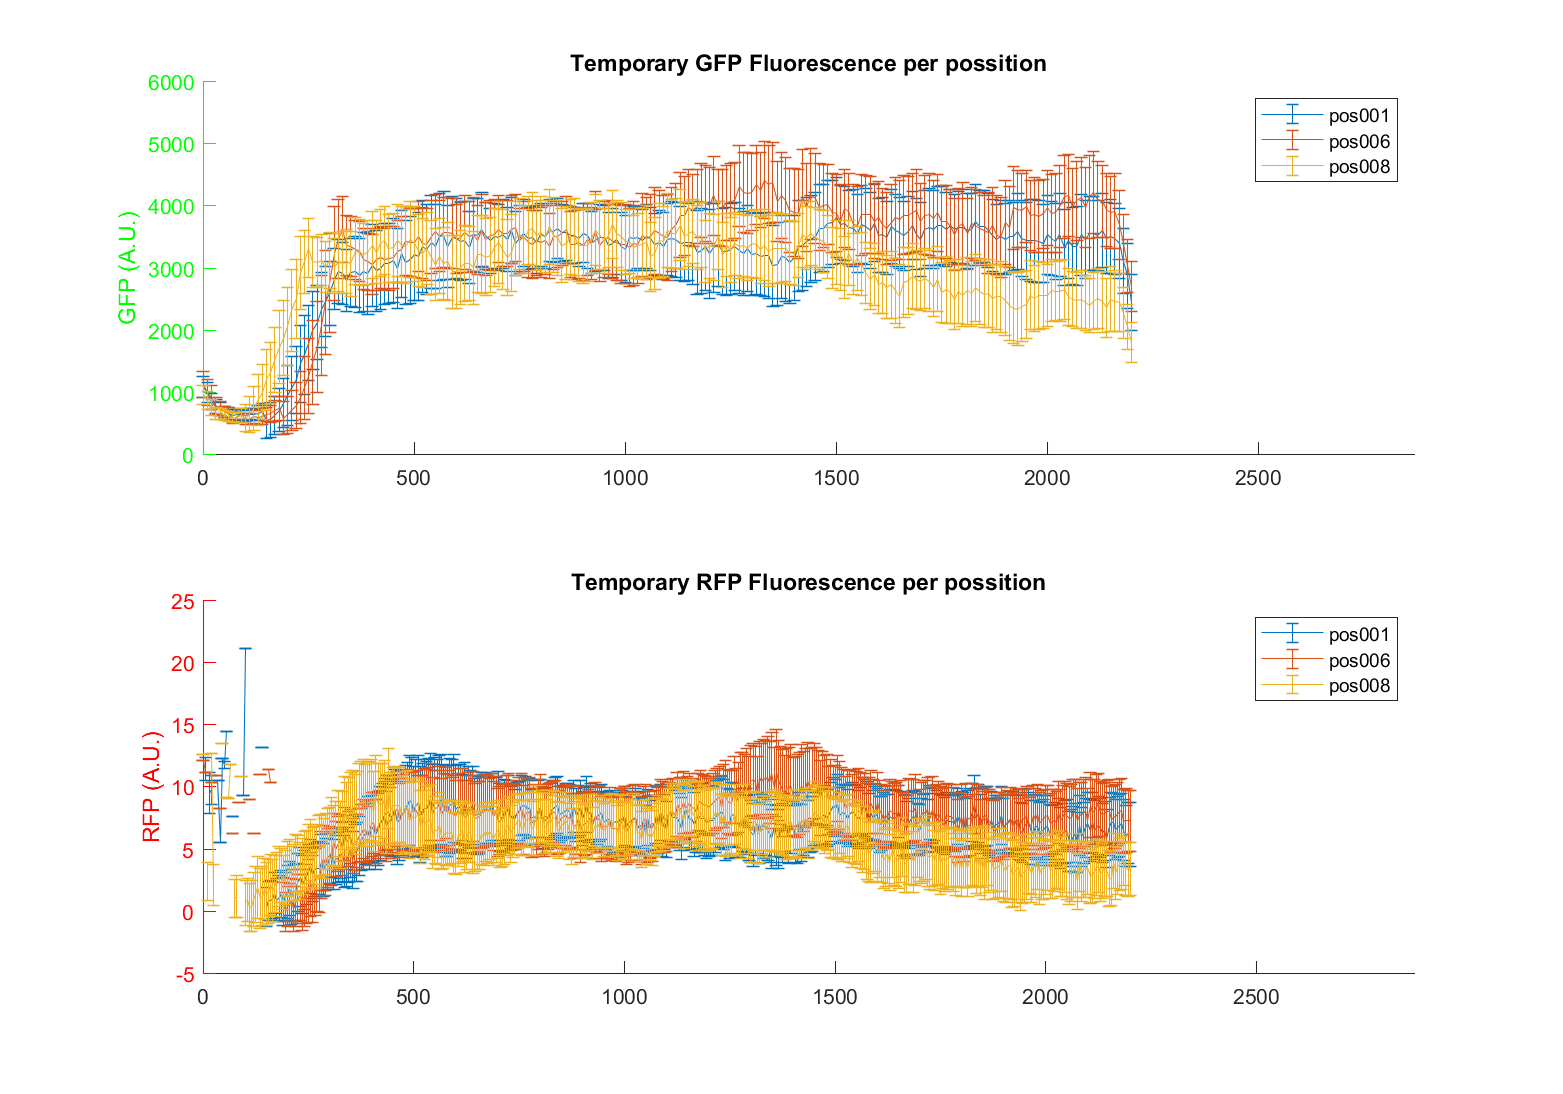 Temporary GFP Fluorescence per possition
6000
5000
4000
3000
2000
1000
0
GFP (A.U.)
0 500 1000 1500 2000 2500
pos001
pos006
pos008
Temporary RFP Fluorescence per possition
25
20
15
10
5
0
-5
RFP (A.U.)
0 500 1000 1500 2000 2500
pos001
pos006
pos008